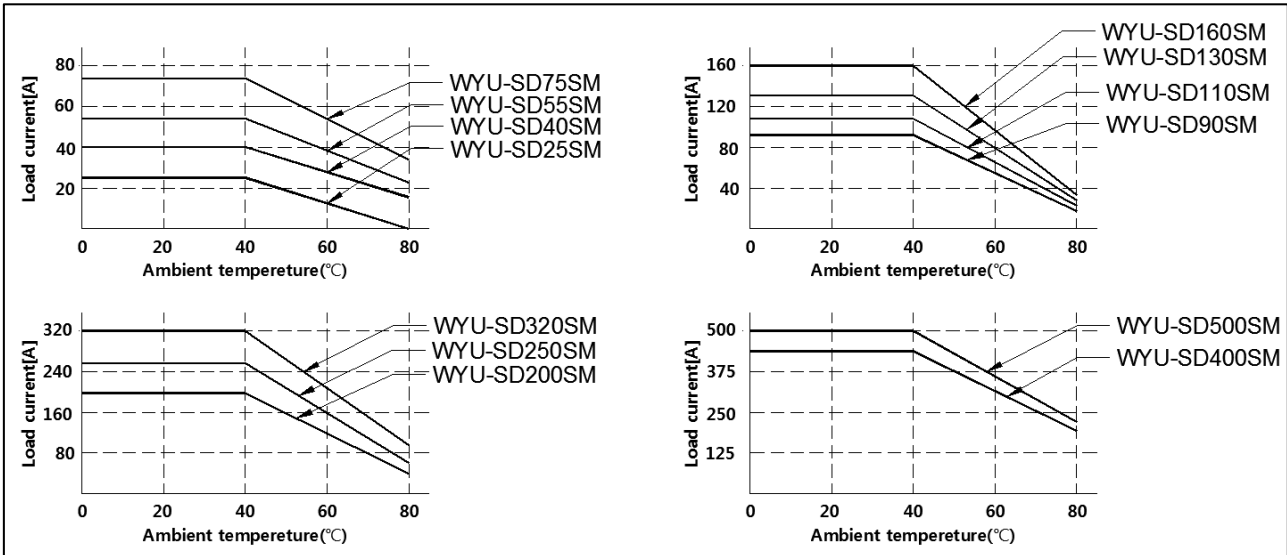 80
60
40
20
Load current[A]
0 20 40 60 80
Ambient tempereture(℃)
WYU-SD75SM
WYU-SD55SM
WYU-SD40SM
WYU-SD25SM
160
120
80
40
Load current[A]
0 20 40 60 80
Ambient tempereture(℃)
WYU-SD160SM
WYU-SD130SM
WYU-SD110SM
WYU-SD90SM
320
240
160
80
Load current[A]
0 20 40 60 80
Ambient tempereture(℃)
WYU-SD320SM
WYU-SD250SM
WYU-SD200SM
500
375
250
125
Load current[A]
0 20 40 60 80
Ambient tempereture(℃)
WYU-SD500SM
WYU-SD400SM